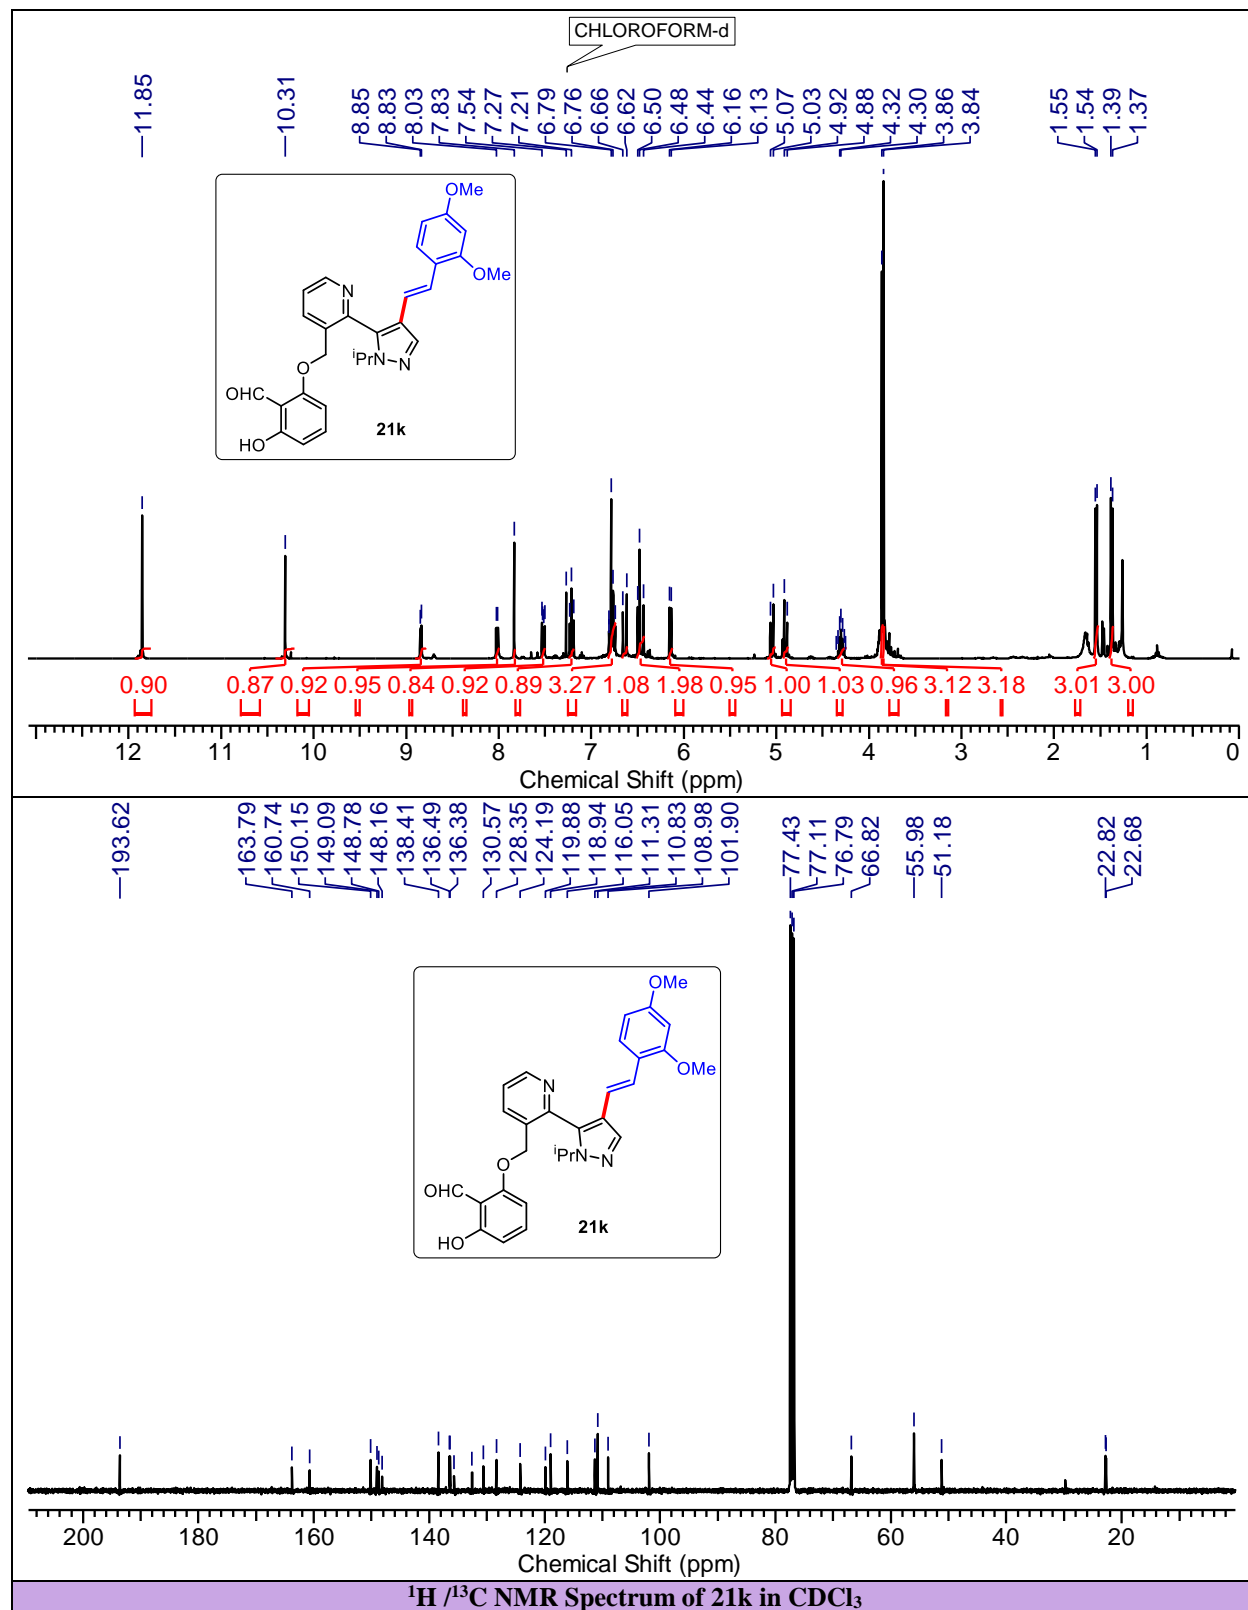 CHLOROFORM-d
11.85
10.31
8.85
8.83
8.03
7.83
7.54
7.27
7.21
6.79
6.76
6.66
6.62
6.50
6.48
6.44
6.16
6.13
5.07
5.03
4.92
4.88
4.32
4.30
3.86
3.84
1.55
1.54
1.39
1.37
OMe
OMe
N
iPrN
N
O
OHC
HO
21k
0.90 0.87 0.92 0.95 0.84 0.92 0.89 3.27 1.08 1.98 0.95 1.00 1.03 0.96 3.12 3.18 3.01 3.00
12 11 10 9 8 7 6 5 4 3 2 1 0
Chemical Shift (ppm)
193.62
163.79
160.74
150.15
149.09
148.78
148.16
138.41
136.49
136.38
130.57
128.35
124.19
119.88
118.94
116.05
111.31
110.83
108.98
101.90
77.43
77.11
76.79
66.82
55.98
51.18
22.82
22.68
OMe
OMe
N
iPrN
N
O
OHC
HO
21k
200 180 160 140 120 100 80 60 40 20
Chemical Shift (ppm)
¹H /¹³C NMR Spectrum of 21k in CDCl₃